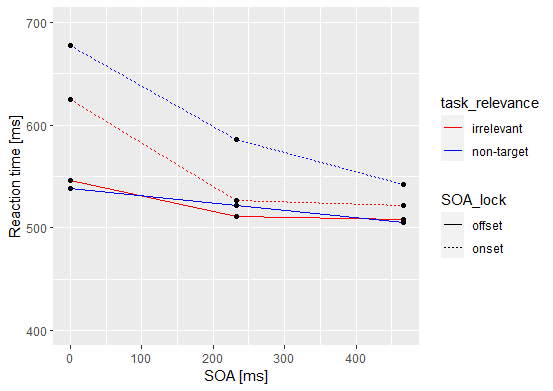 700
600
500
400
Reaction time [ms]
0
100
200
300
400
SOA [ms]
task_relevance
irrelevant
non-target
SOA_lock
offset
onset